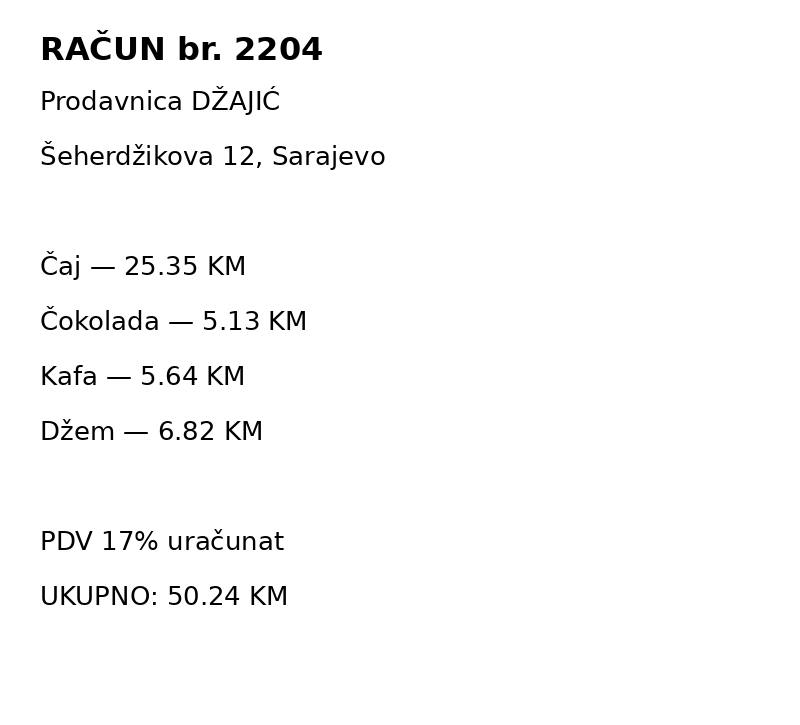 RAČUN br. 2204
Prodavnica DŽAJIĆ
Šeherdžikova 12, Sarajevo
Čaj — 25.35 KM
Čokolada — 5.13 KM
Kafa — 5.64 KM
Džem — 6.82 KM
PDV 17% uračunat
UKUPNO: 50.24 KM